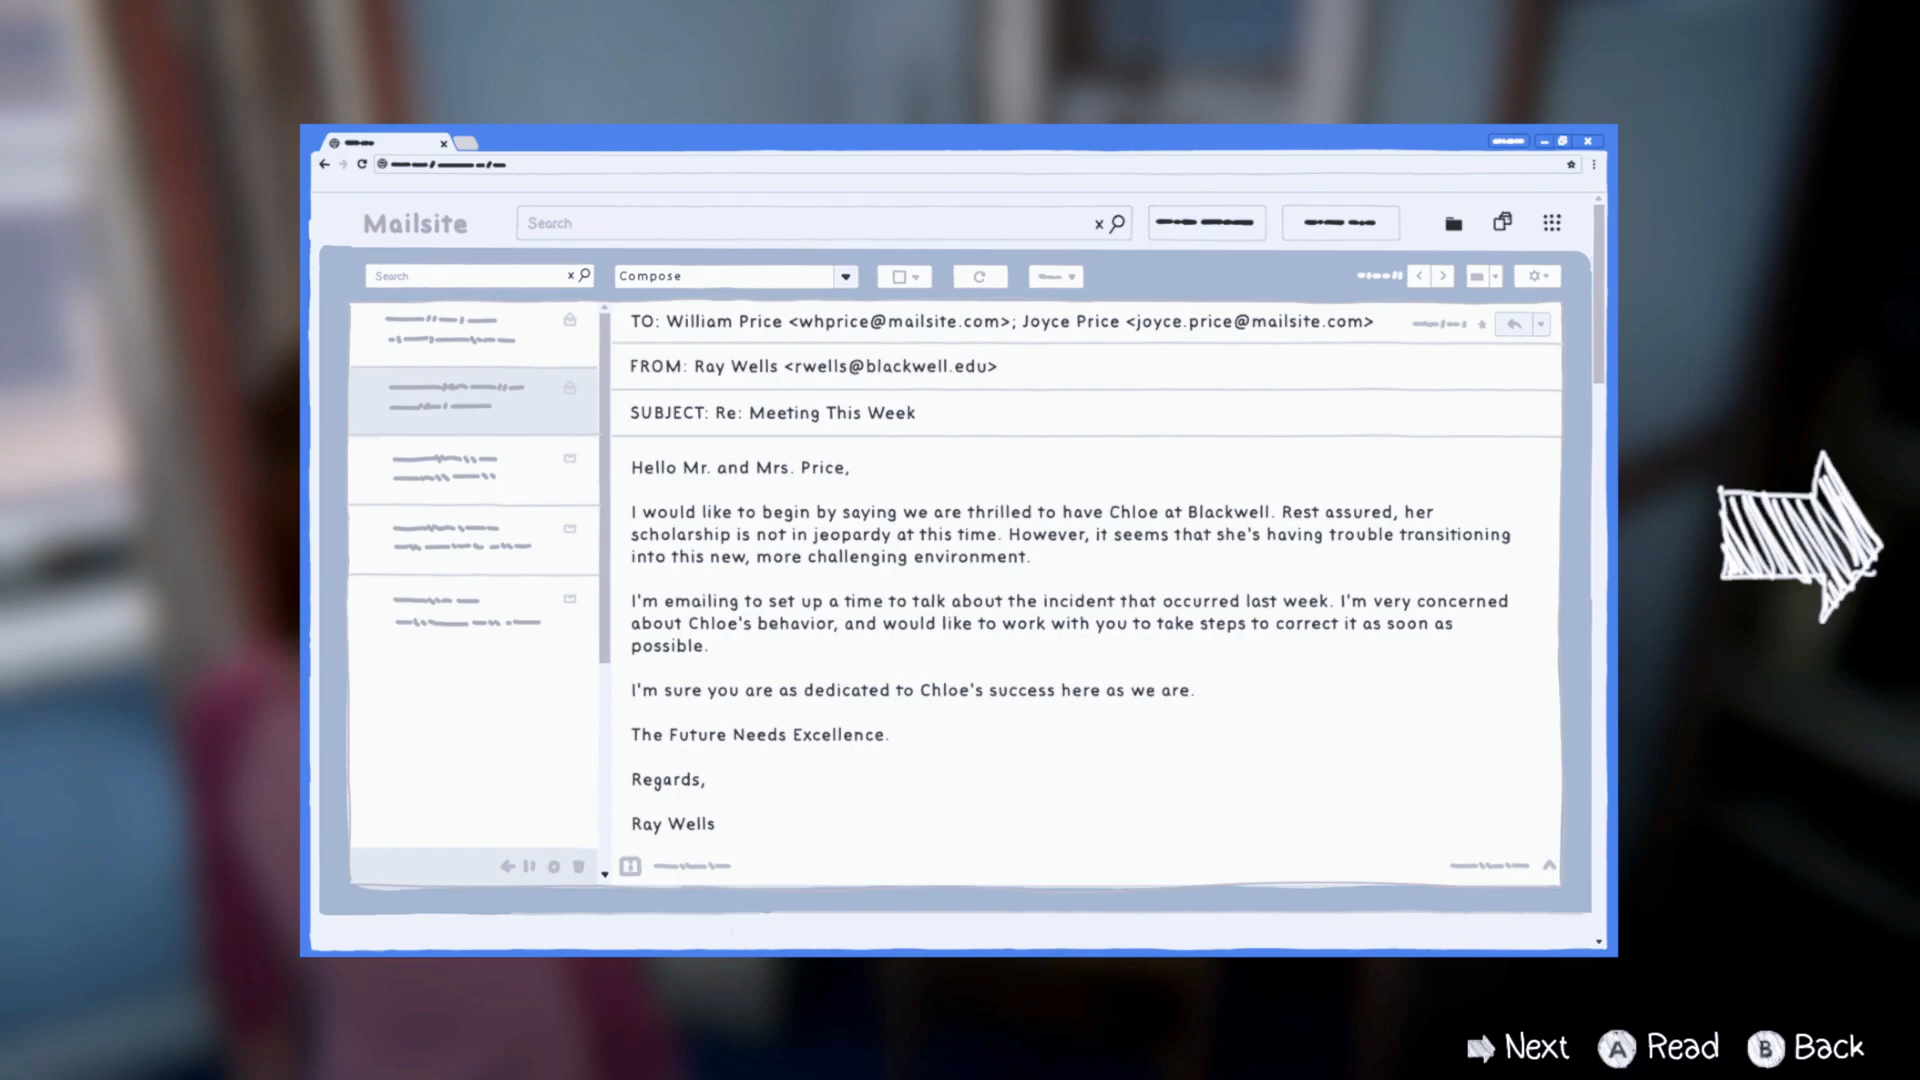 Mailsite
Search
x
Search
x
Compose
TO: William Price <whprice@mailsite.com>; Joyce Price <joyce.price@mailsite.com>
FROM: Ray Wells <rwells@blackwell.edu>
SUBJECT: Re: Meeting This Week
Hello Mr. and Mrs. Price,
I would like to begin by saying we are thrilled to have Chloe at Blackwell. Rest assured, her
scholarship is not in jeopardy at this time. However, it seems that she's having trouble transitioning
into this new, more challenging environment.
I'm emailing to set up a time to talk about the incident that occurred last week. I'm very concerned
about Chloe's behavior, and would like to work with you to take steps to correct it as soon as
possible.
I'm sure you are as dedicated to Chloe's success here as we are.
The Future Needs Excellence.
Regards,
Ray Wells
Next
A Read
B Back